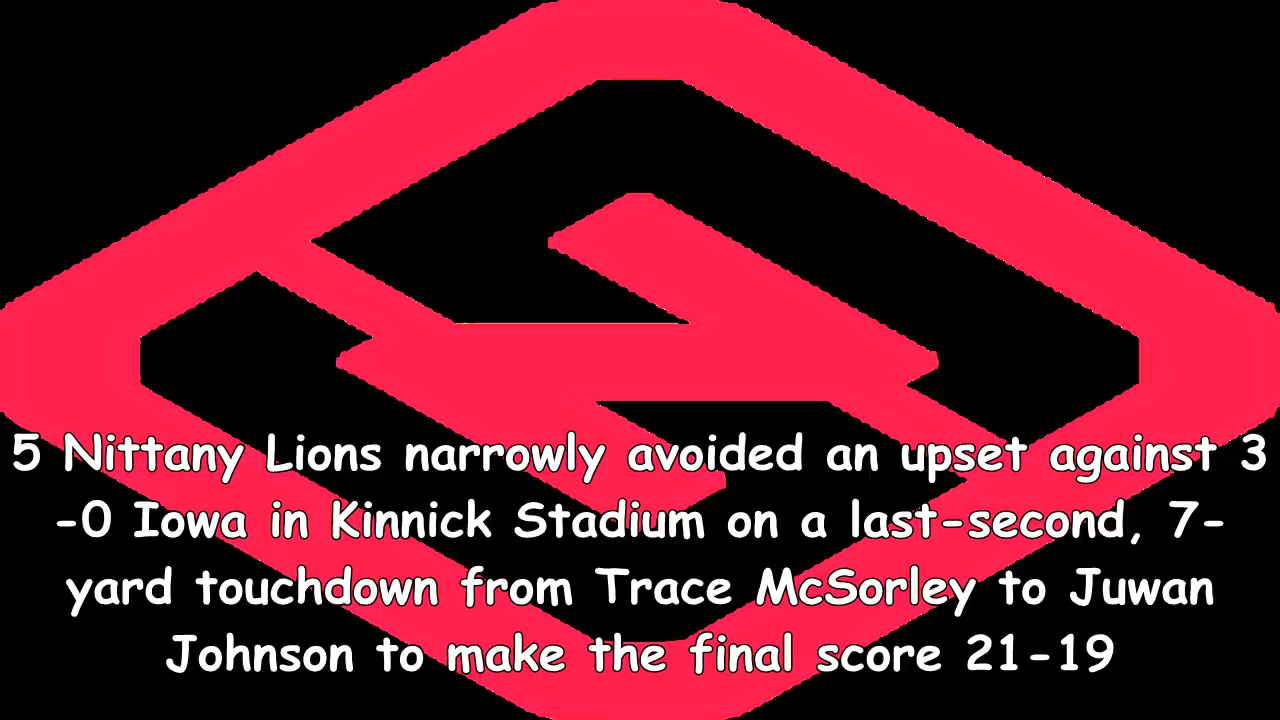 5 Nittany Lions narrowly avoided an upset against 3
-0 Iowa in Kinnick Stadium on a last-second, 7-
yard touchdown from Trace McSorley to Juwan
Johnson to make the final score 21-19